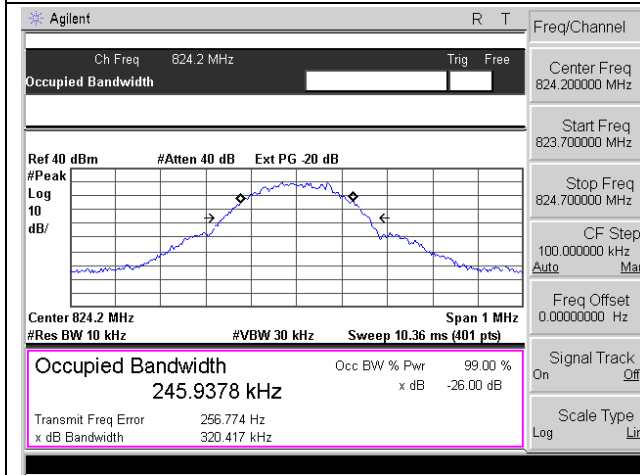 Agilent R T
Ch Freq 824.2 MHz Trig Free
Occupied Bandwidth
Ref 40 dBm #Atten 40 dB Ext PG -20 dB
#Peak
Log
10
dB/
Center 824.2 MHz Span 1 MHz
#Res BW 10 kHz #VBW 30 kHz Sweep 10.36 ms (401 pts)
Occupied Bandwidth Occ BW % Pwr 99.00 %
245.9378 kHz x dB -26.00 dB
Transmit Freq Error 256.774 Hz
x dB Bandwidth 320.417 kHz
Freq/Channel
Center Freq
824.200000 MHz
Start Freq
823.700000 MHz
Stop Freq
824.700000 MHz
CF Step
100.000000 kHz
Auto Ma
Freq Offset
0.00000000 Hz
Signal Track
On Off
Scale Type
Log Lin